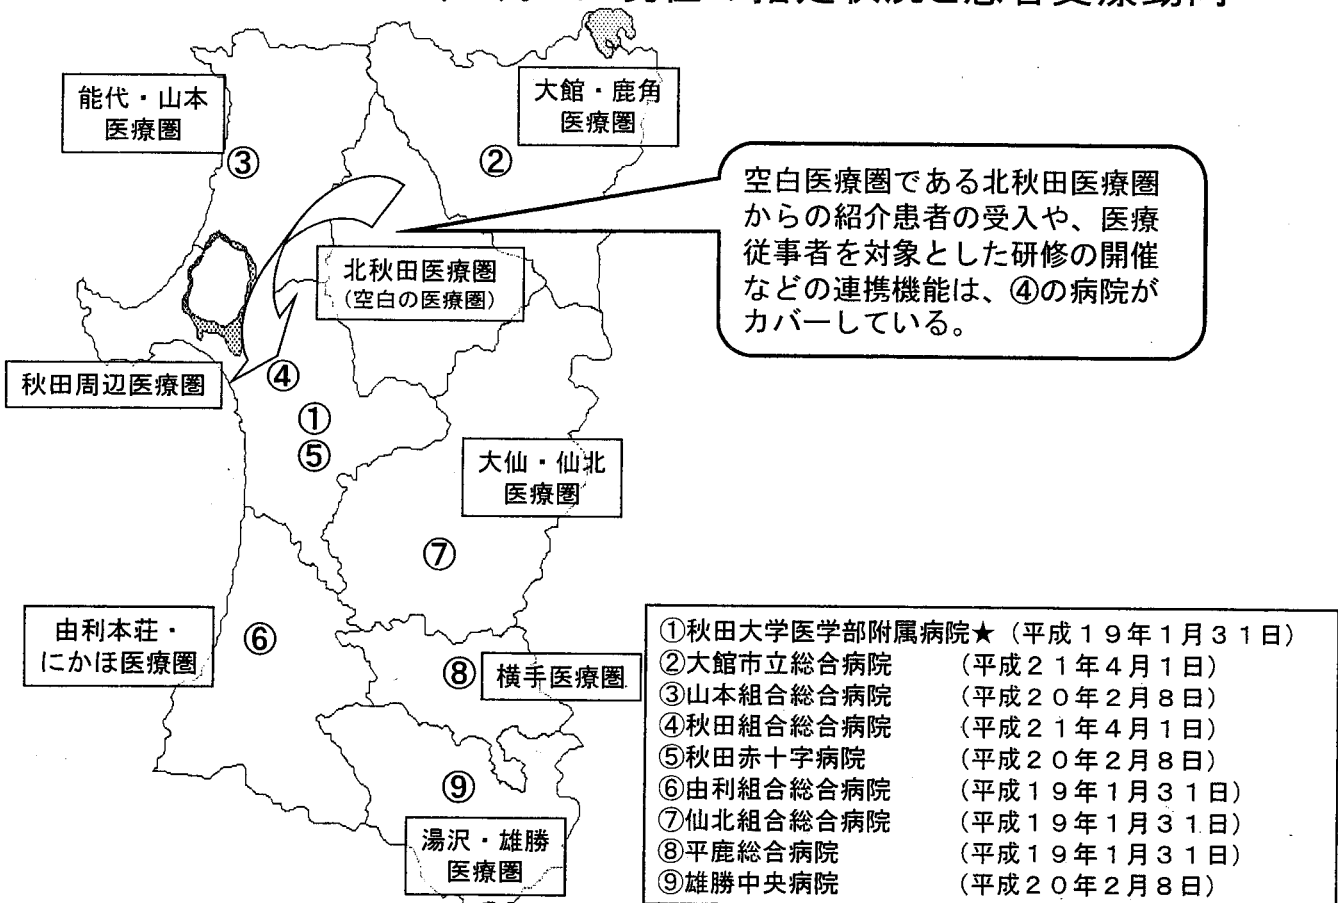 能代・山本
医療圏
大館・鹿角
医療圏
③
②
空白医療圏である北秋田医療圏
からの紹介患者の受入や、医療
従事者を対象とした研修の開催
などの連携機能は、④の病院が
カバーしている。
北秋田医療圏
(空白の医療圏)
秋田周辺医療圏
④
①
⑤
大仙・仙北
医療圏
⑦
由利本荘・
にかほ医療圏
⑥
⑧
横手医療圏
⑨
湯沢・雄勝
医療圏
①秋田大学医学部附属病院★(平成19年1月31日)
②大館市立総合病院 (平成21年4月1日)
③山本組合総合病院 (平成20年2月8日)
④秋田組合総合病院 (平成21年4月1日)
⑤秋田赤十字病院 (平成20年2月8日)
⑥由利組合総合病院 (平成19年1月31日)
⑦仙北組合総合病院 (平成19年1月31日)
⑧平鹿総合病院 (平成19年1月31日)
⑨雄勝中央病院 (平成20年2月8日)